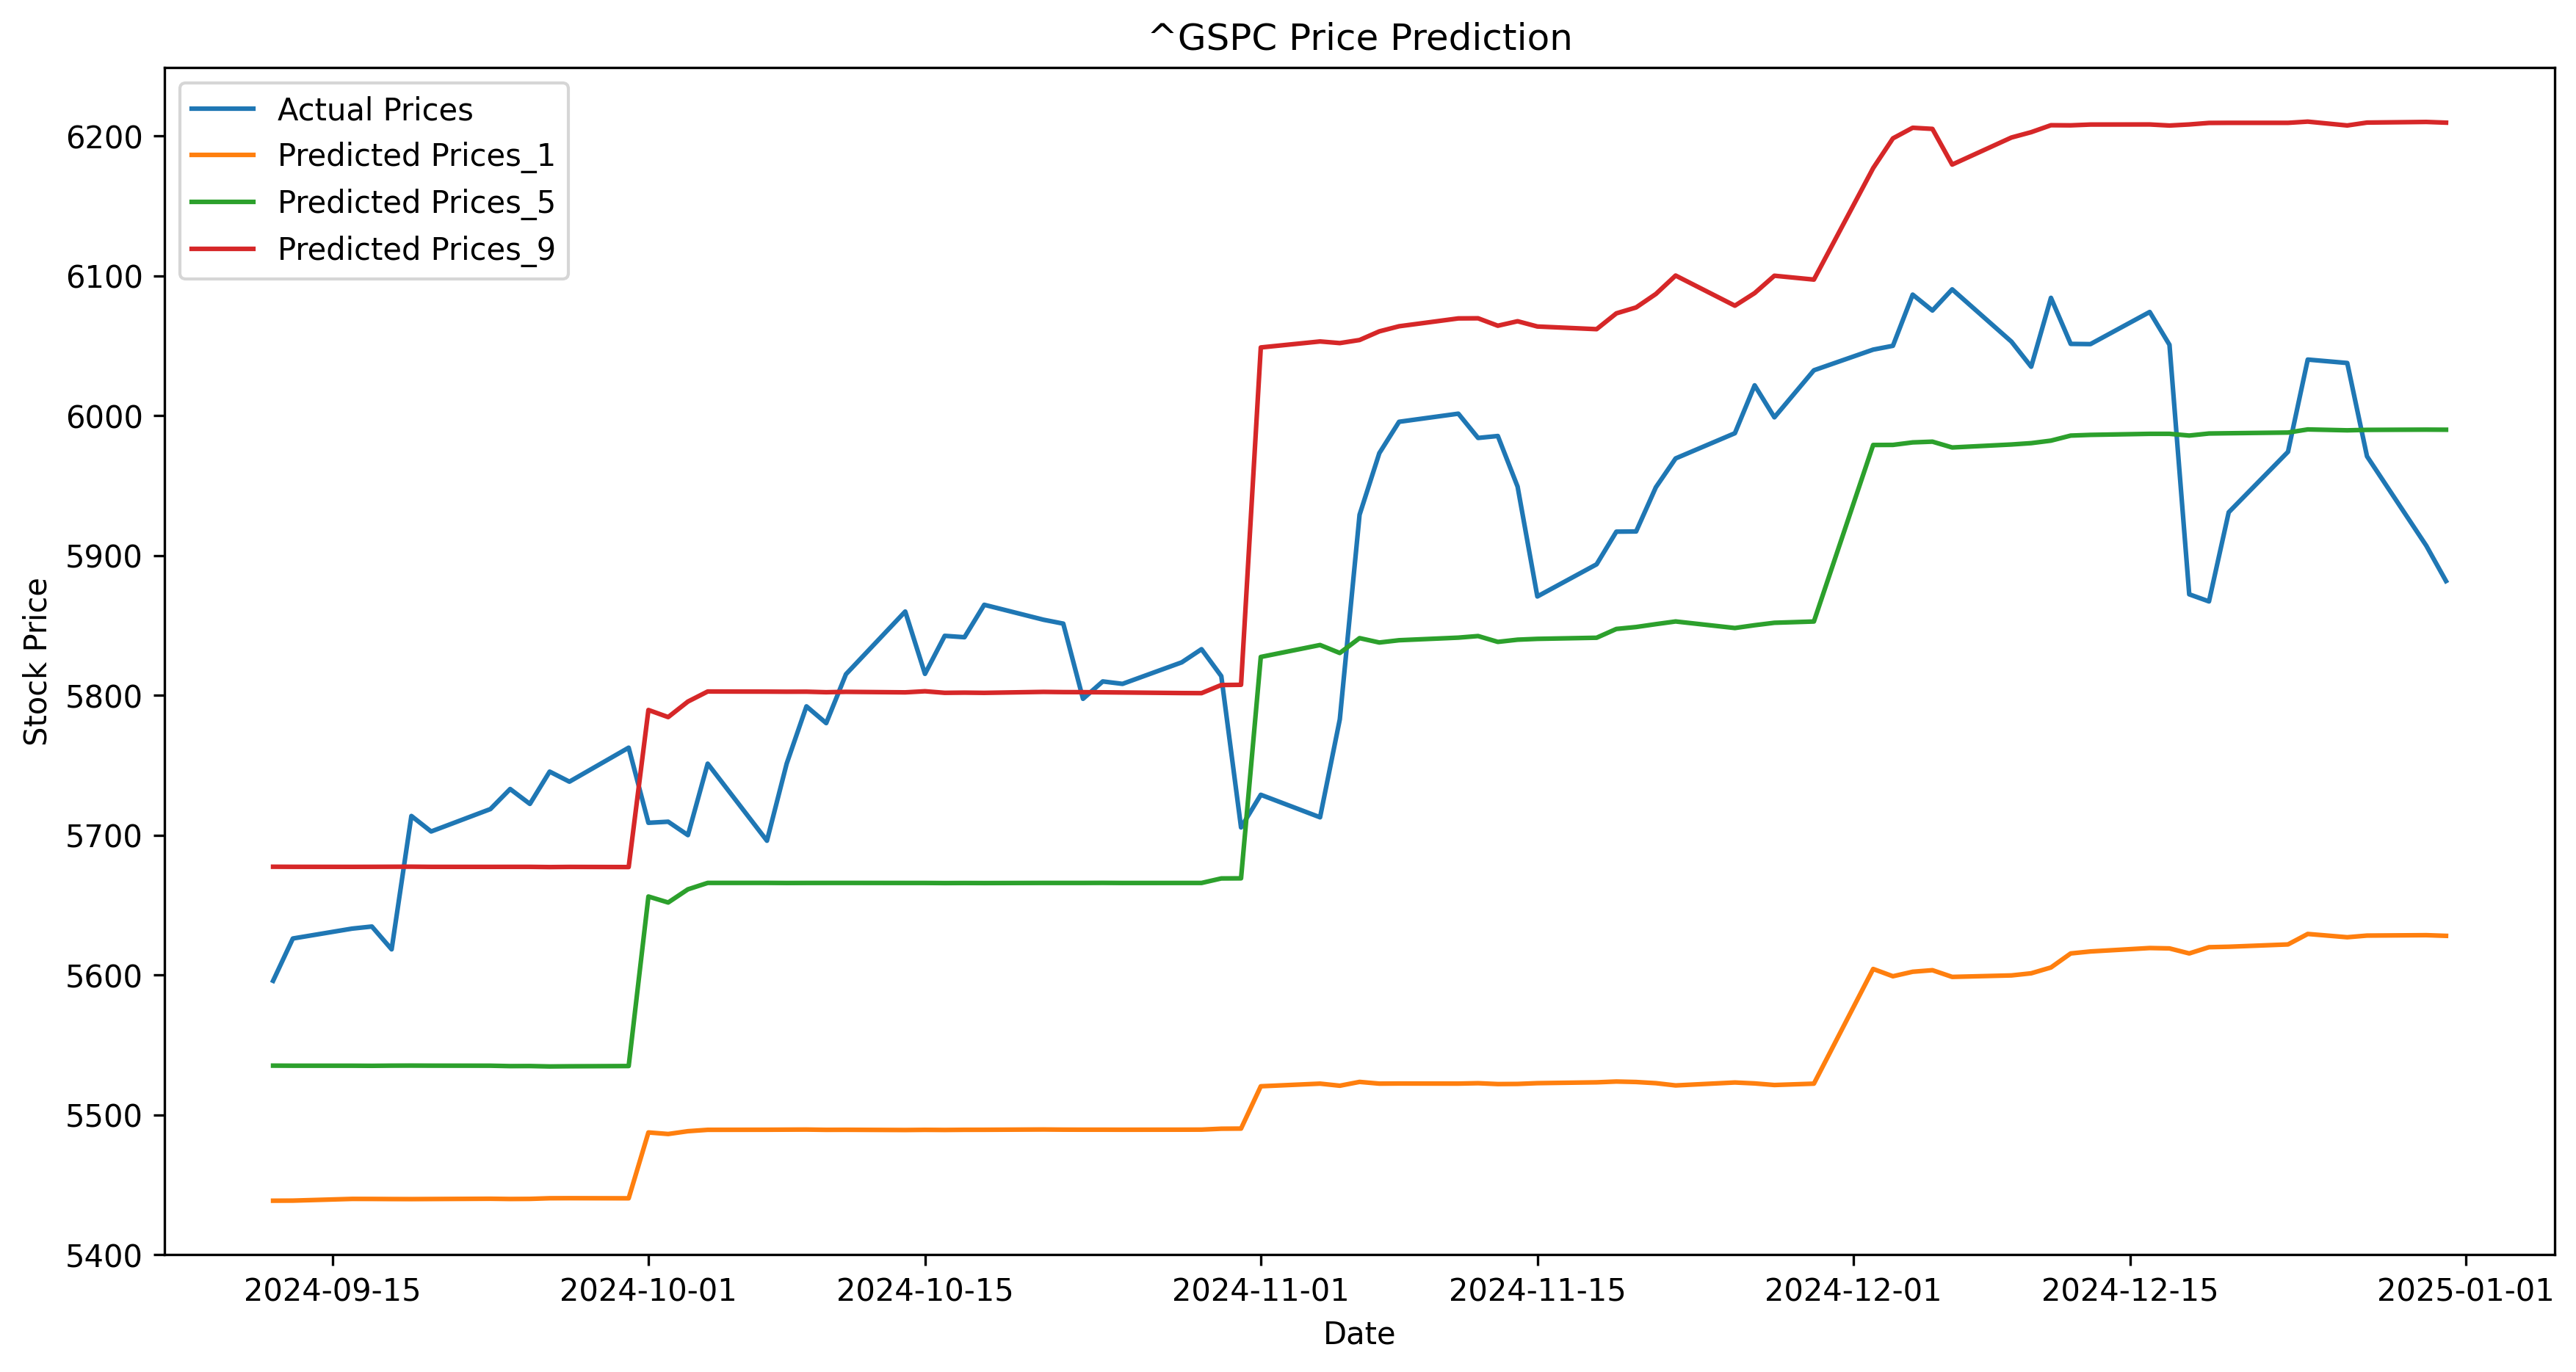 ^GSPC Price Prediction
Actual Prices
Predicted Prices_1
Predicted Prices_5
Predicted Prices_9
6200
6100
6000
5900
5800
5700
5600
5500
5400
Stock Price
2024-09-15 2024-10-01 2024-10-15 2024-11-01 2024-11-15 2024-12-01 2024-12-15 2025-01-01
Date